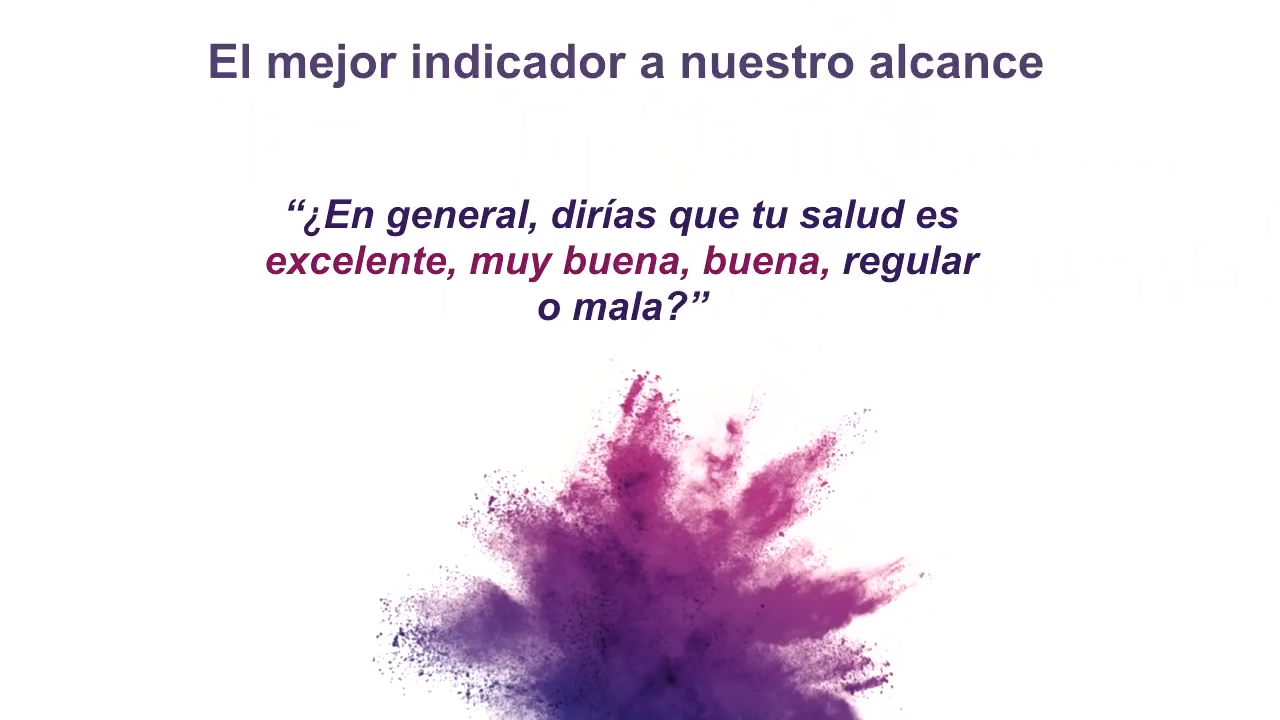 El mejor indicador a nuestro alcance
“¿En general, dirías que tu salud es
excelente, muy buena, buena, regular
o mala?”